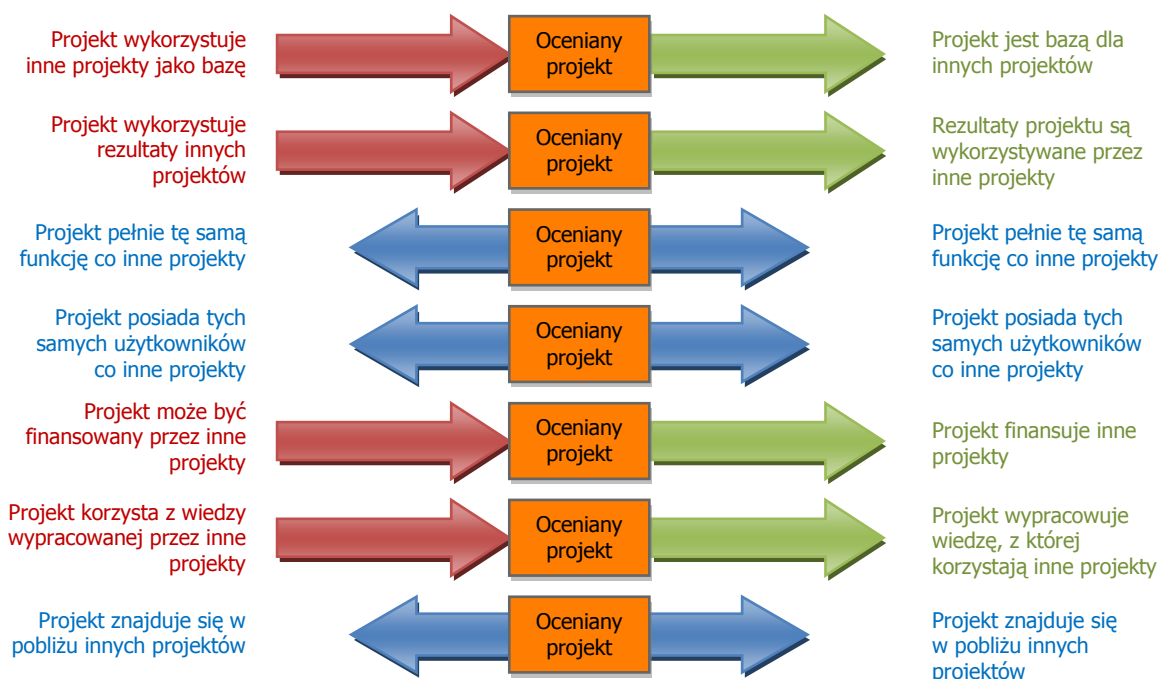 Projekt wykorzystuje
inne projekty jako bazę
Oceniany
projekt
Projekt jest bazą dla
innych projektów
Projekt wykorzystuje
rezultaty innych
projektów
Oceniany
projekt
Rezultaty projektu są
wykorzystywane przez
inne projekty
Projekt pełnie tę samą
funkcję co inne projekty
Oceniany
projekt
Projekt pełnie tę samą
funkcję co inne projekty
Projekt posiada tych
samych użytkowników
co inne projekty
Oceniany
projekt
Projekt posiada tych
samych użytkowników
co inne projekty
Projekt może być
finansowany przez inne
projekty
Oceniany
projekt
Projekt finansuje inne
projekty
Projekt korzysta z wiedzy
wypracowanej przez inne
projekty
Oceniany
projekt
Projekt wypracowuje
wiedzę, z której
korzystają inne projekty
Projekt znajduje się w
pobliżu innych projektów
Oceniany
projekt
Projekt znajduje się
w pobliżu innych
projektów